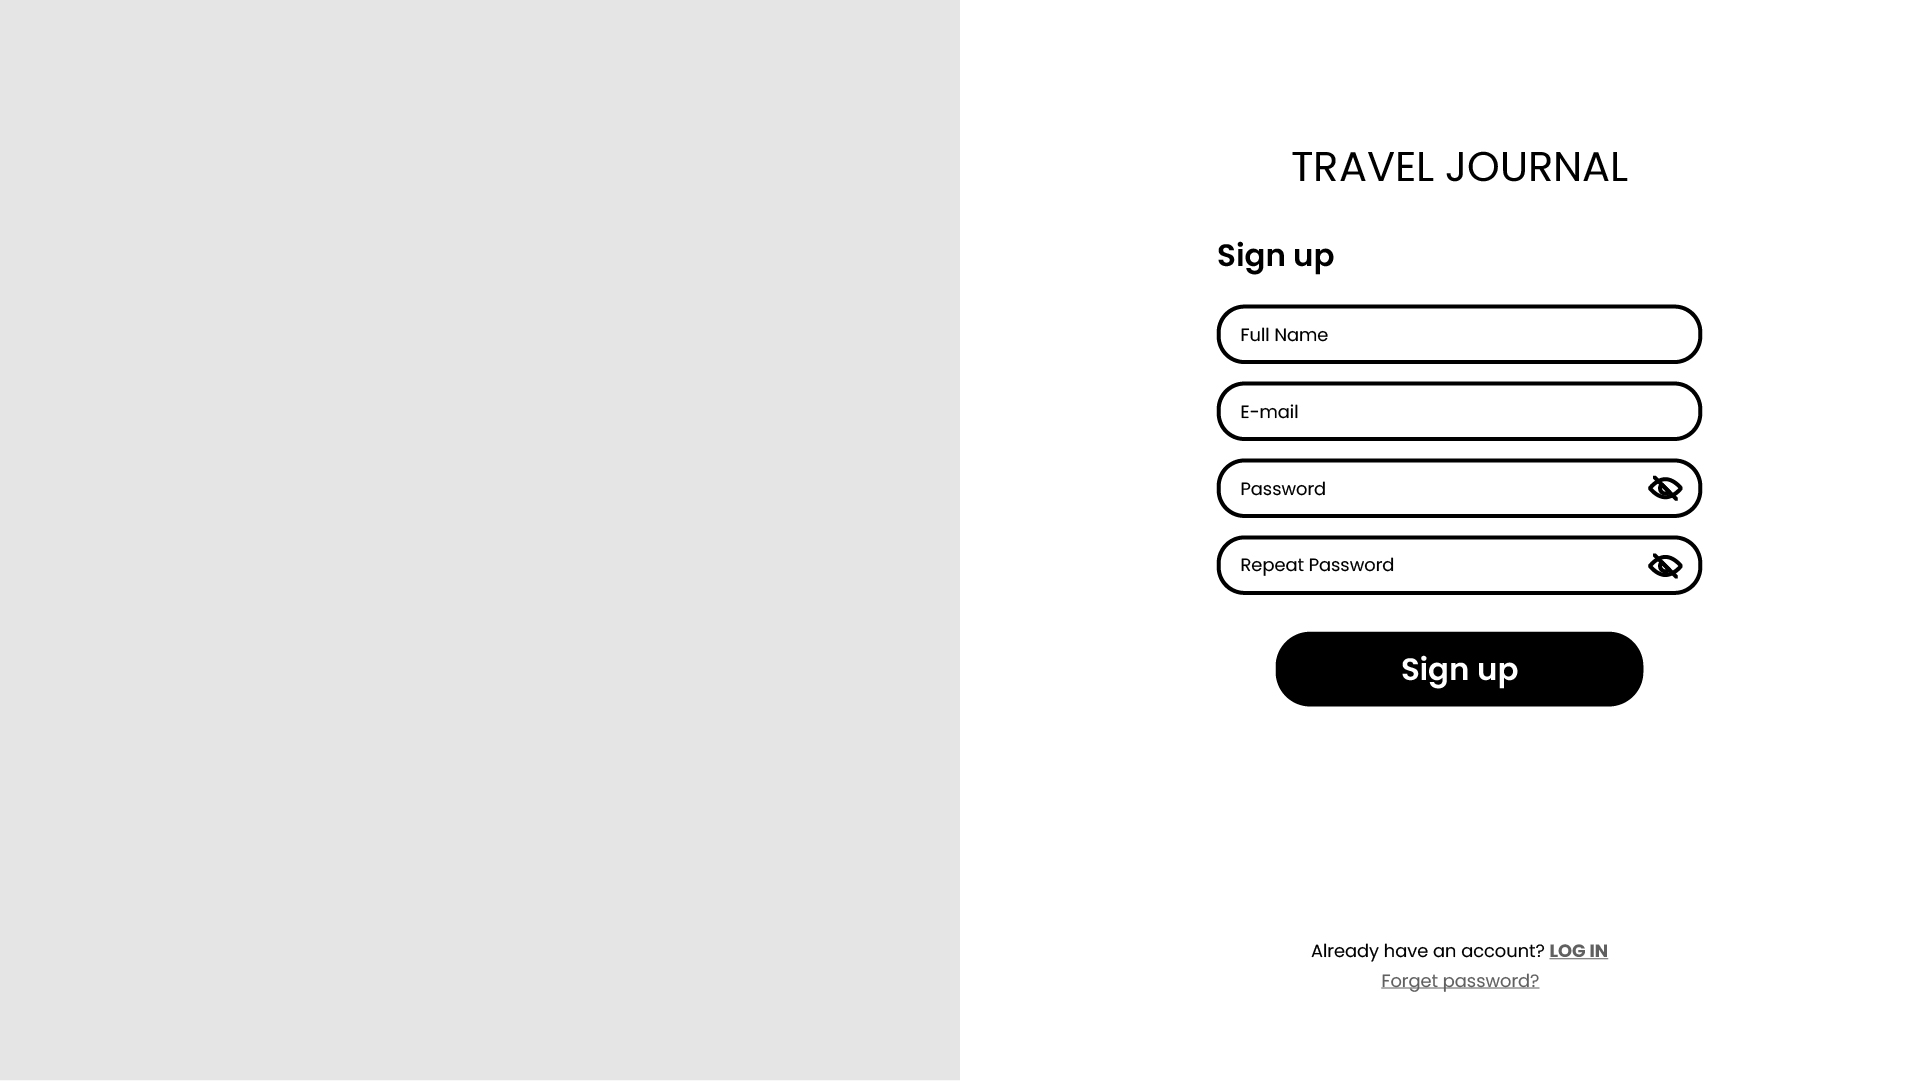 TRAVEL JOURNAL
Sign up
Full Name
E-mail
Password
Repeat Password
Sign up
Already have an account? LOG IN
Forget password?